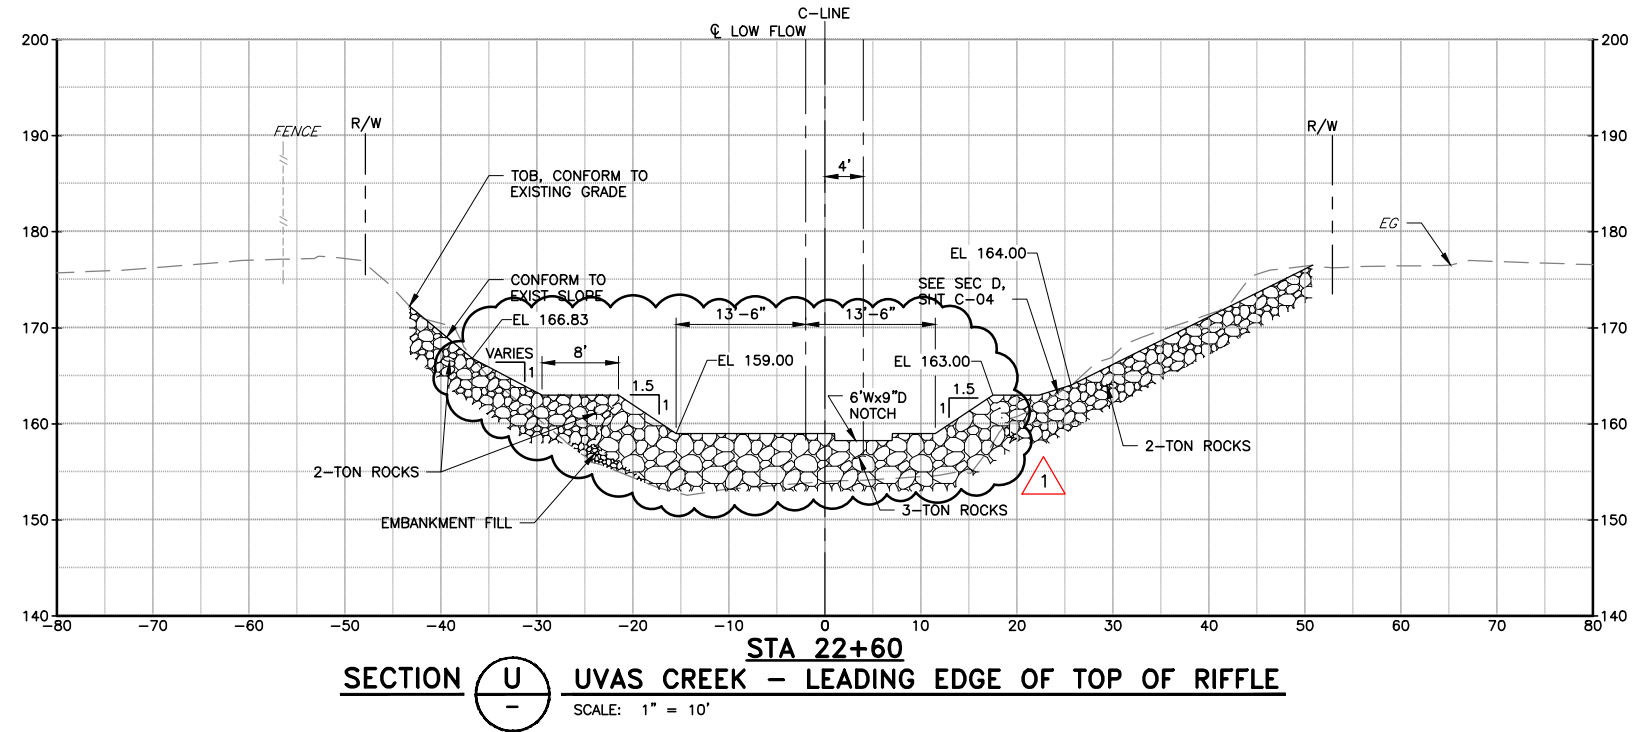 C-LINE
℄ LOW FLOW
200
200
FENCE
R/W
R/W
190
190
4'
TOB, CONFORM TO
EXISTING GRADE
EG
180
180
EL 164.00
CONFORM TO
EXIST SLOPE
SEE SEC D,
SHT C-04
EL 166.83
13'-6"
13'-6"
170
170
VARIES
1
8'
EL 159.00
EL 163.00
1.5
1
1.5
1
6'Wx9"D
NOTCH
160
160
2-TON ROCKS
2-TON ROCKS
1
3-TON ROCKS
EMBANKMENT FILL
150
150
140
140
-80 -70 -60 -50 -40 -30 -20 -10 0 10 20 30 40 50 60 70 80
STA 22+60
SECTION U - UVAS CREEK - LEADING EDGE OF TOP OF RIFFLE
SCALE: 1" = 10'